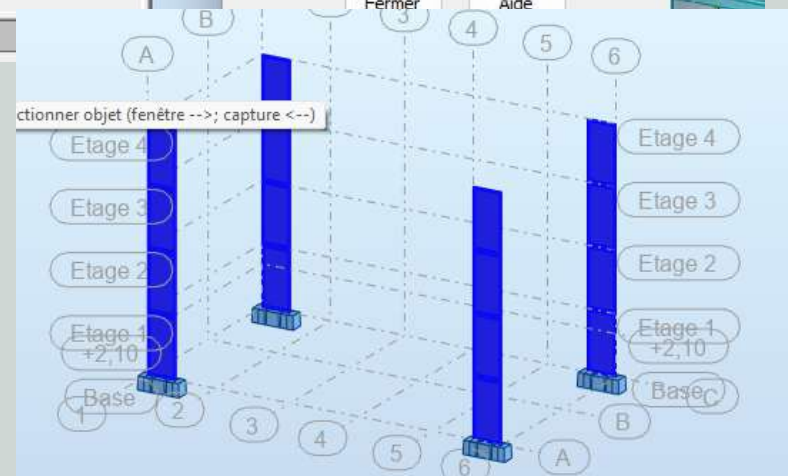 Fermer Aide
B 3 4 5 6
A
ctionner objet (fenêtre -->; capture <--)
Etage 4 Etage 4
Etage 3 Etage 3
Etage 2 Etage 2
Etage 1 Etage 1
+2,10 +2,10
Base Base C
1 2 3 4 5 6 A B